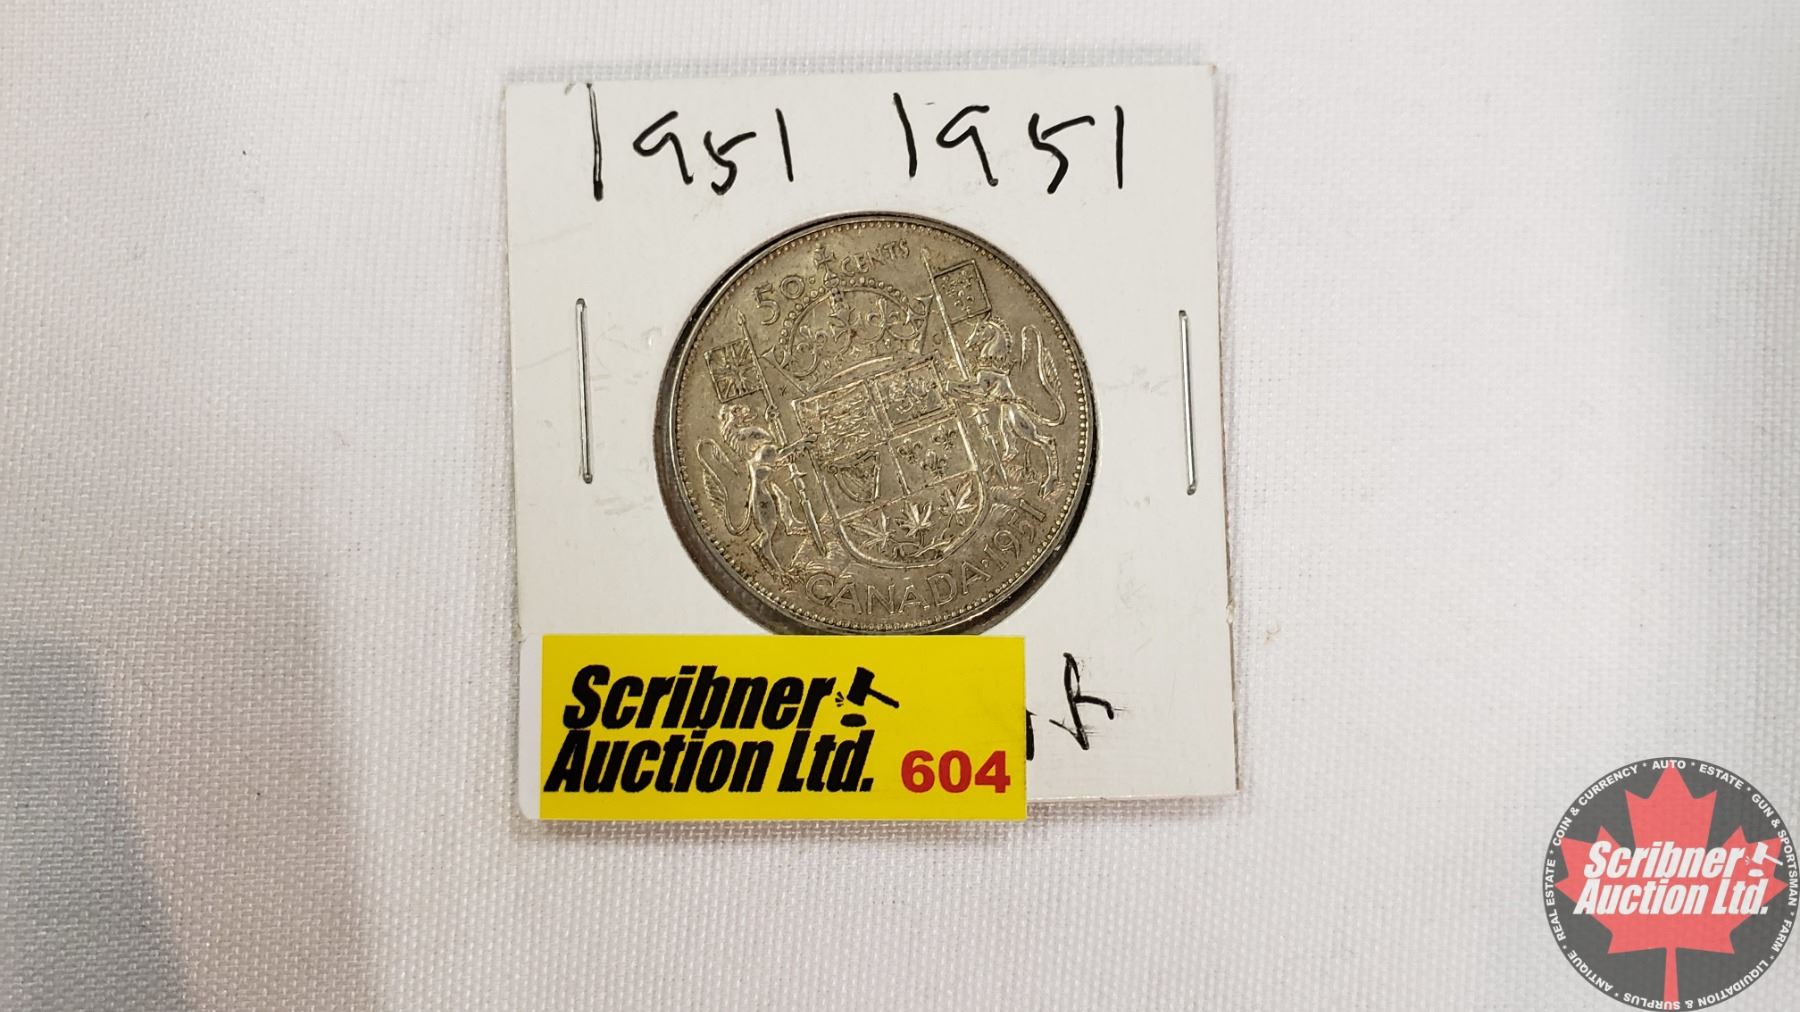 1951 1951
50 CENTS
CANADA · 1951
Scribner
Auction Ltd. 604
COIN & CURRENCY * AUTO * ESTATE * GUN & SPORTSMAN * FARM * LIQUIDATION & SURPLUS * ANTIQUE * REAL ESTATE *
Scribner
Auction Ltd.